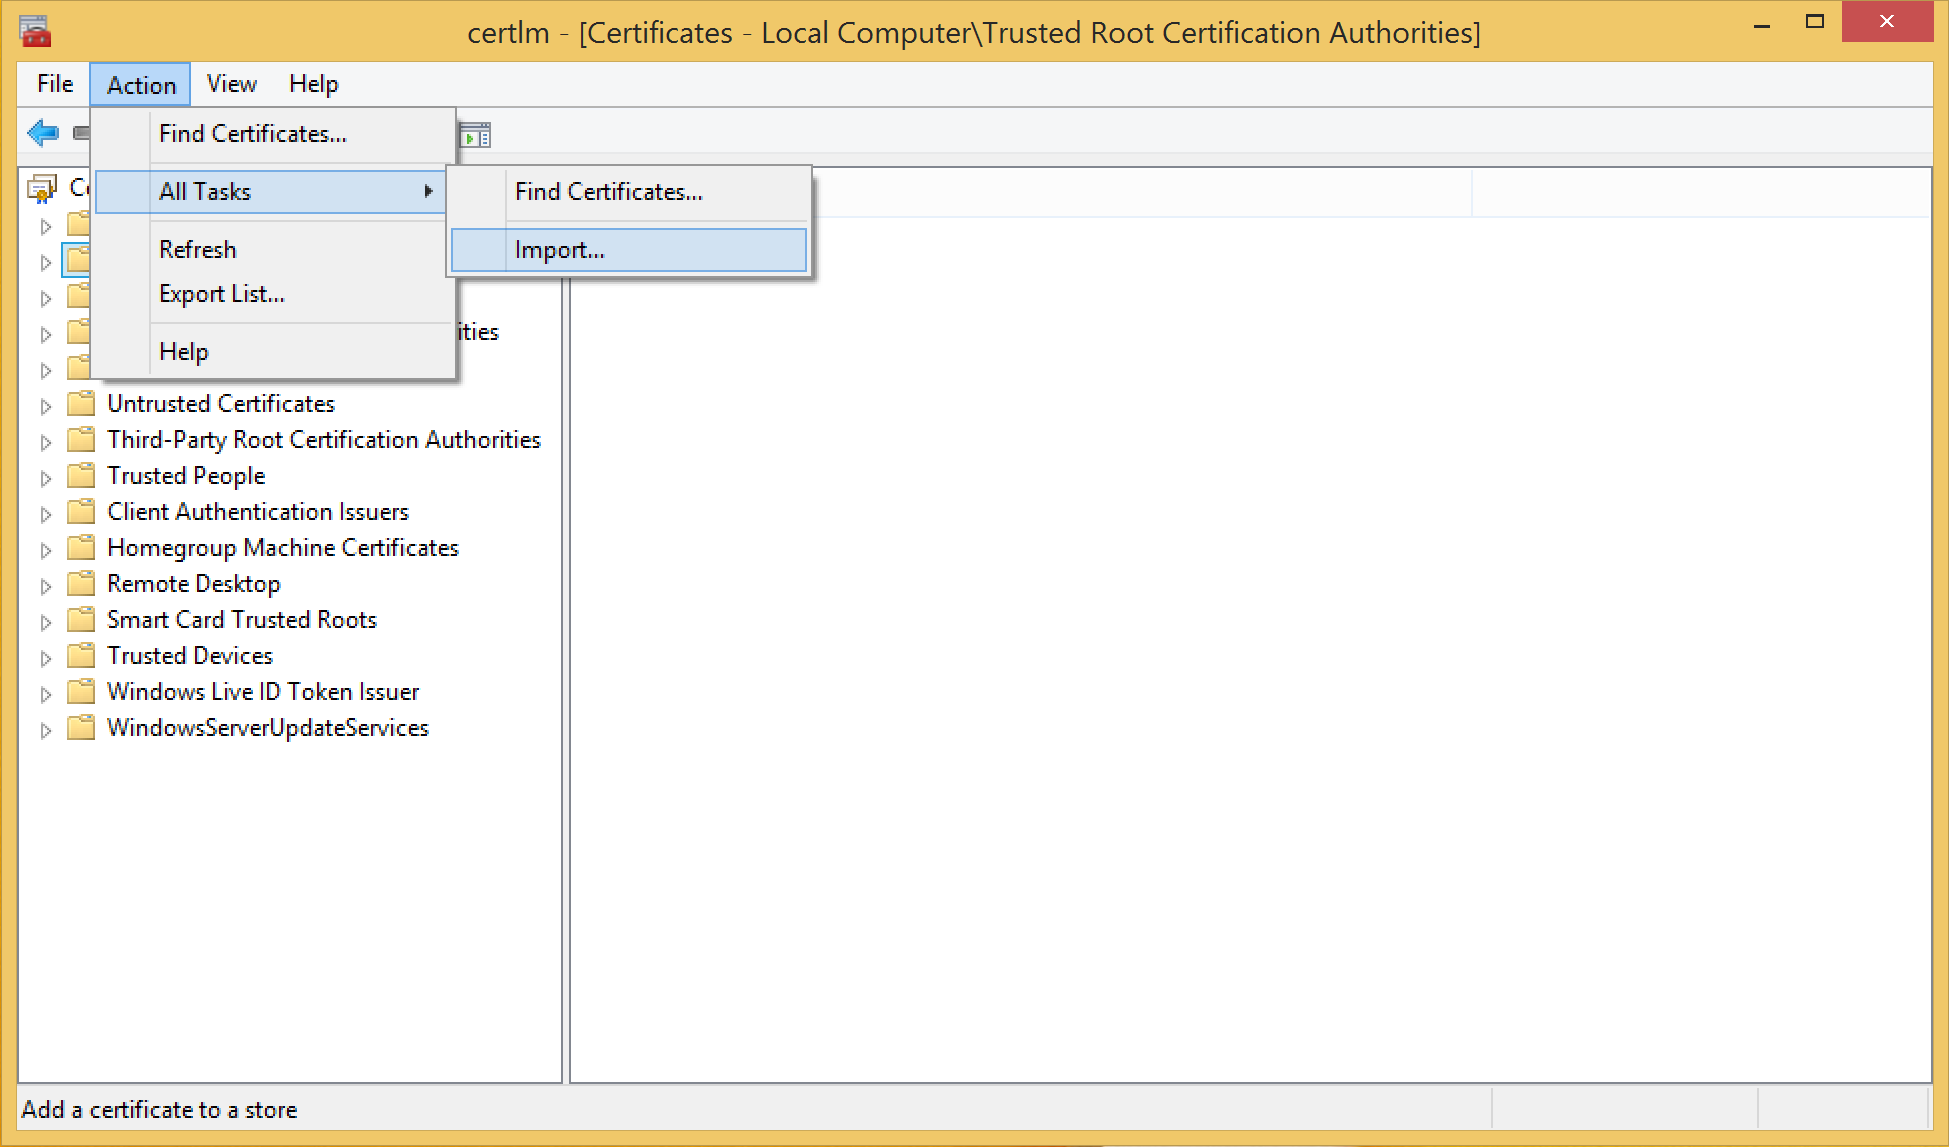 certlm - [Certificates - Local Computer\Trusted Root Certification Authorities]
File Action View Help
Find Certificates...
All Tasks
Find Certificates...
Refresh
Import...
Export List...
Help
Untrusted Certificates
Third-Party Root Certification Authorities
Trusted People
Client Authentication Issuers
Homegroup Machine Certificates
Remote Desktop
Smart Card Trusted Roots
Trusted Devices
Windows Live ID Token Issuer
WindowsServerUpdateServices
Add a certificate to a store